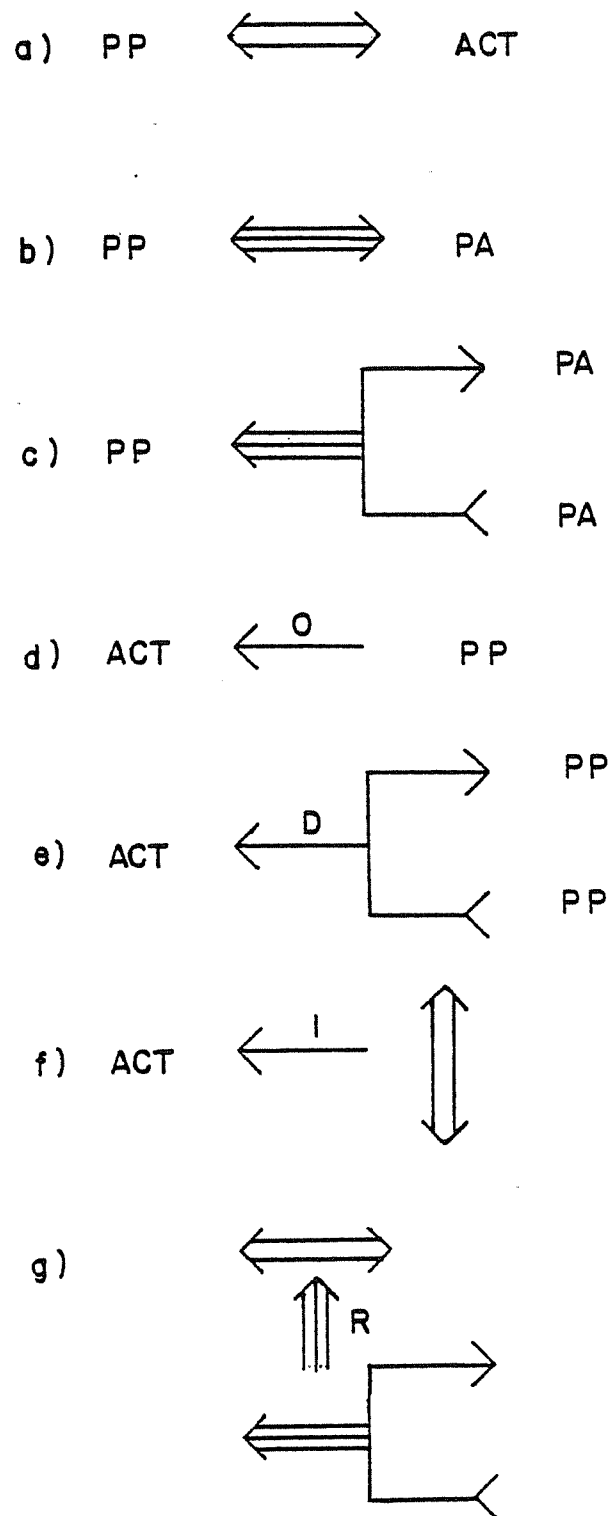 a) PP ACT
b) PP PA
PA
c) PP
PA
O
d) ACT PP
PP
D
e) ACT
PP
I
f) ACT
g)
R